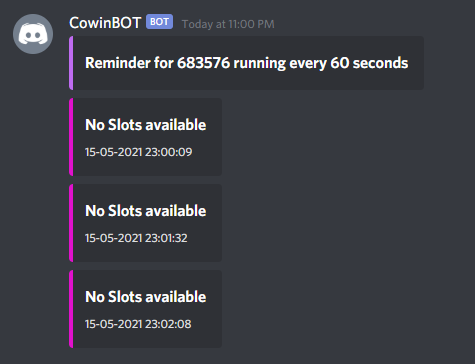 CowinBOT BOT Today at 11:00 PM
Reminder for 683576 running every 60 seconds
No Slots available
15-05-2021 23:00:09
No Slots available
15-05-2021 23:01:32
No Slots available
15-05-2021 23:02:08